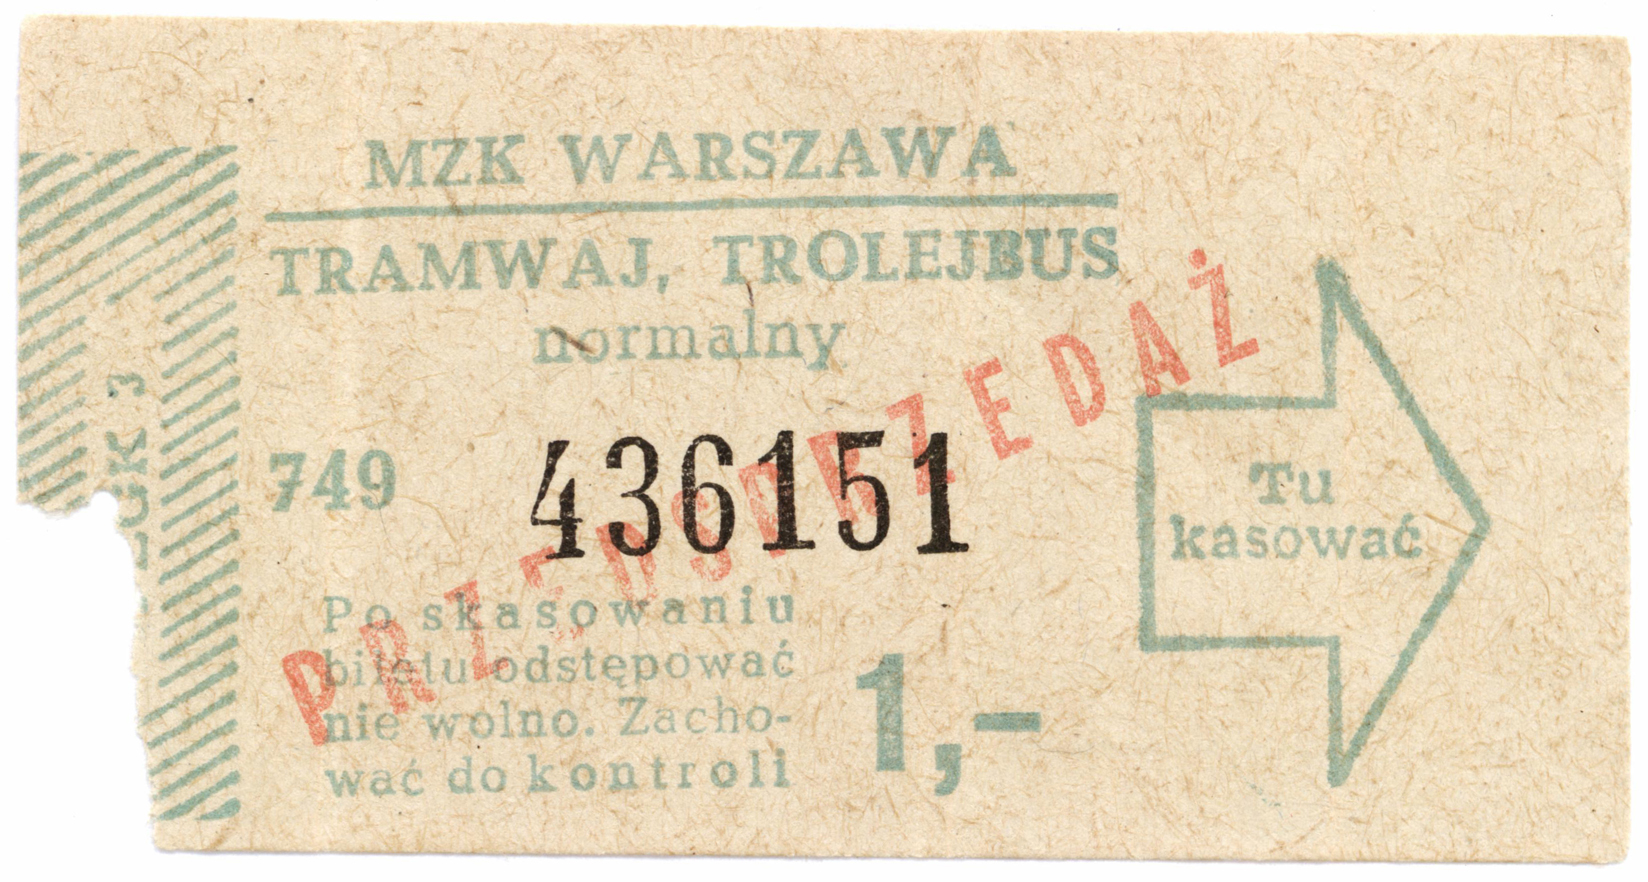 MZK WARSZAWA
TRAMWAJ, TROLEJBUS
normalny
749 436151
PRZEDSPRZEDAŻ
Po skasowaniu
biletu odstępować
nie wolno. Zacho-
wać do kontroli
1,-
Tu
kasować